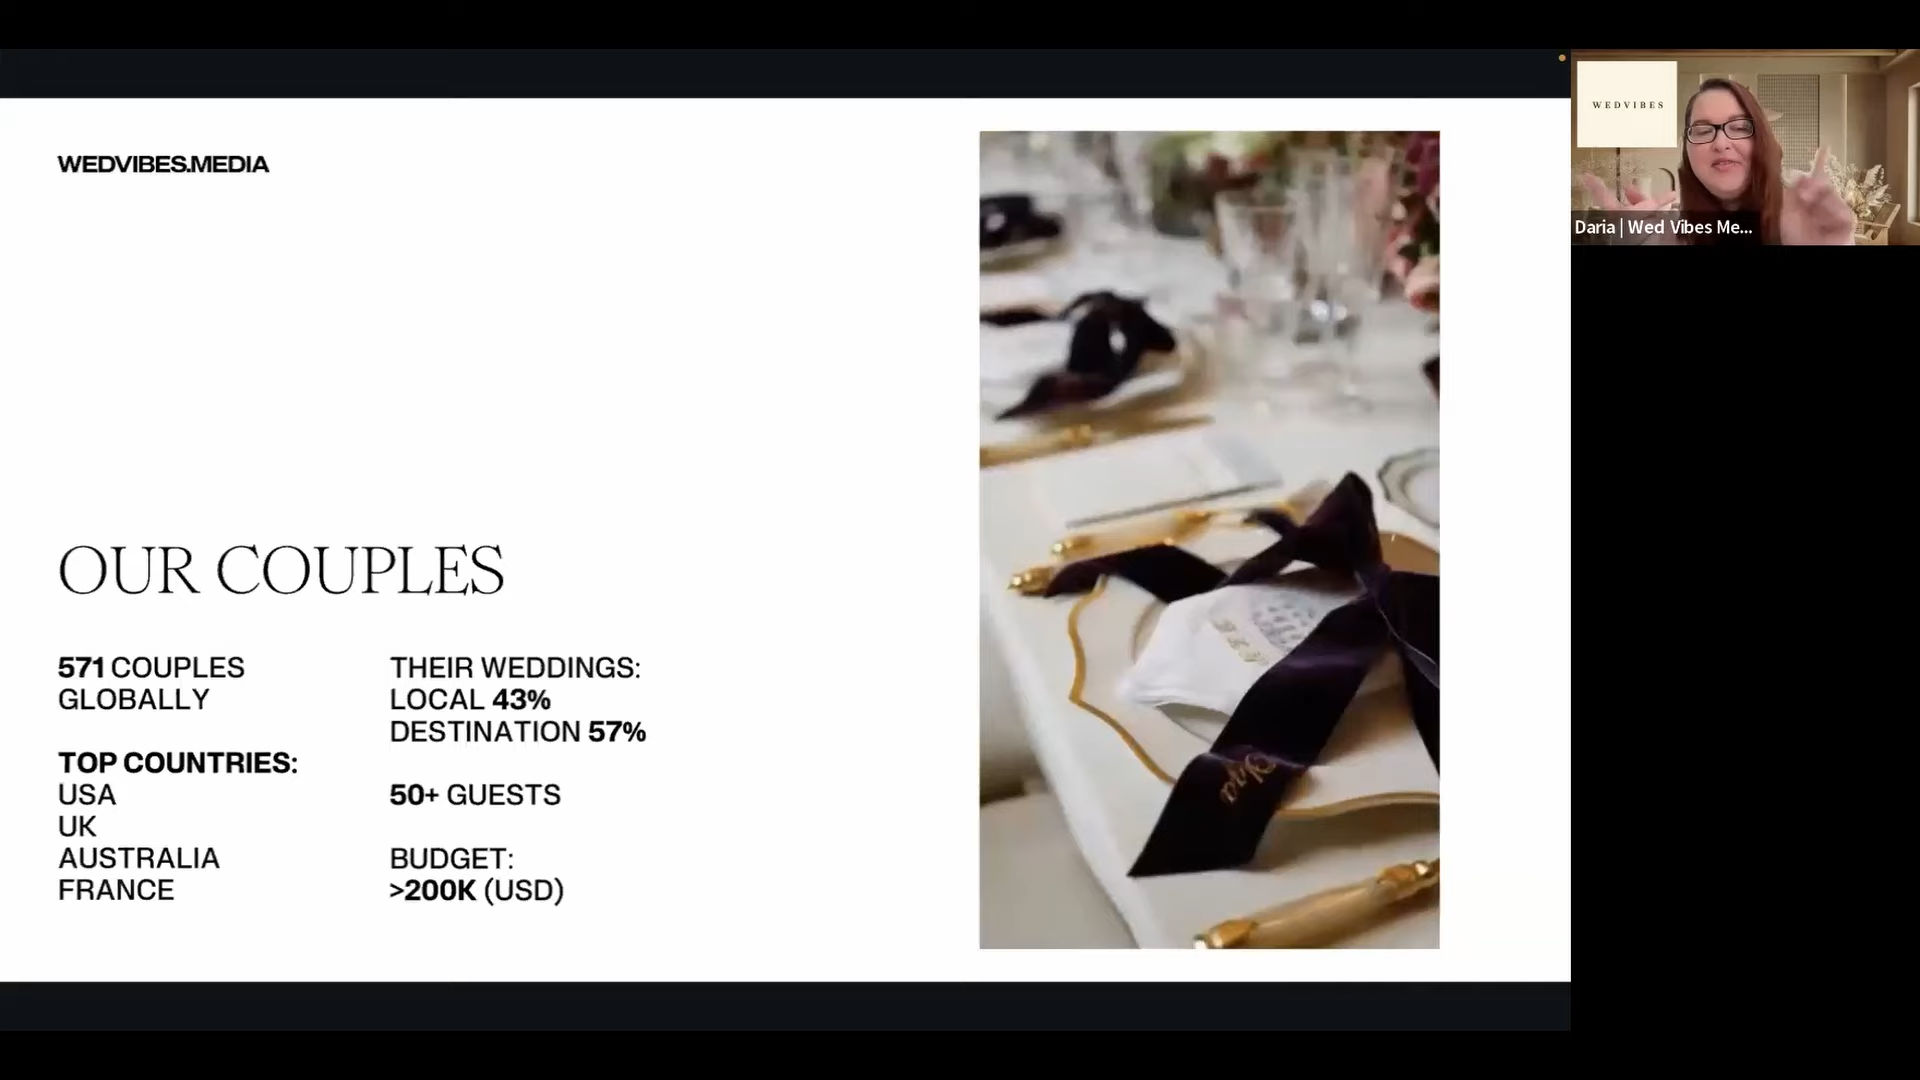 WEDVIBES.MEDIA
OUR COUPLES
571 COUPLES
GLOBALLY
TOP COUNTRIES:
USA
UK
AUSTRALIA
FRANCE
THEIR WEDDINGS:
LOCAL 43%
DESTINATION 57%
50+ GUESTS
BUDGET:
>200K (USD)
WEDVIBES
Daria | Wed Vibes Me...